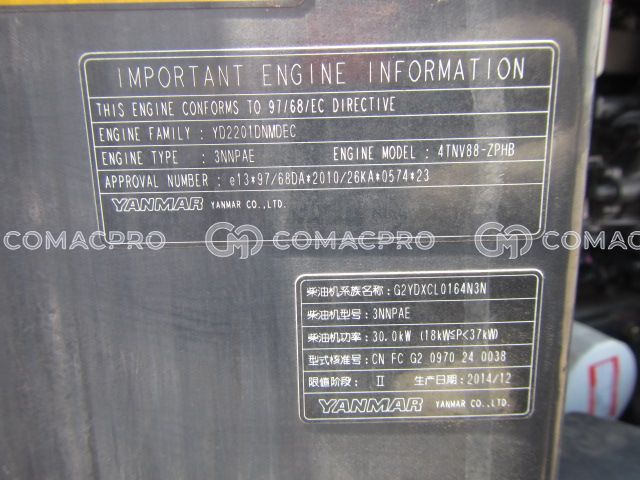 IMPORTANT ENGINE INFORMATION
THIS ENGINE CONFORMS TO 97/68/EC DIRECTIVE
ENGINE FAMILY : YD2201DNMDEC
ENGINE TYPE : 3NNPAE ENGINE MODEL : 4TNV88-ZPHB
APPROVAL NUMBER : e13*97/68DA*2010/26KA*0574*23
YANMAR YANMAR CO.,LTD.
COMACPRO COMACPRO COMACPRO
柴油机系族名称: G2YDXCL0164N3N
柴油机型号: 3NNPAE
柴油机功率: 30.0kW (18kW≤P<37kW)
型式核准号: CN FC G2 0970 24 0038
限值阶段: Ⅱ 生产日期: 2014/12
YANMAR YANMAR CO.,LTD.